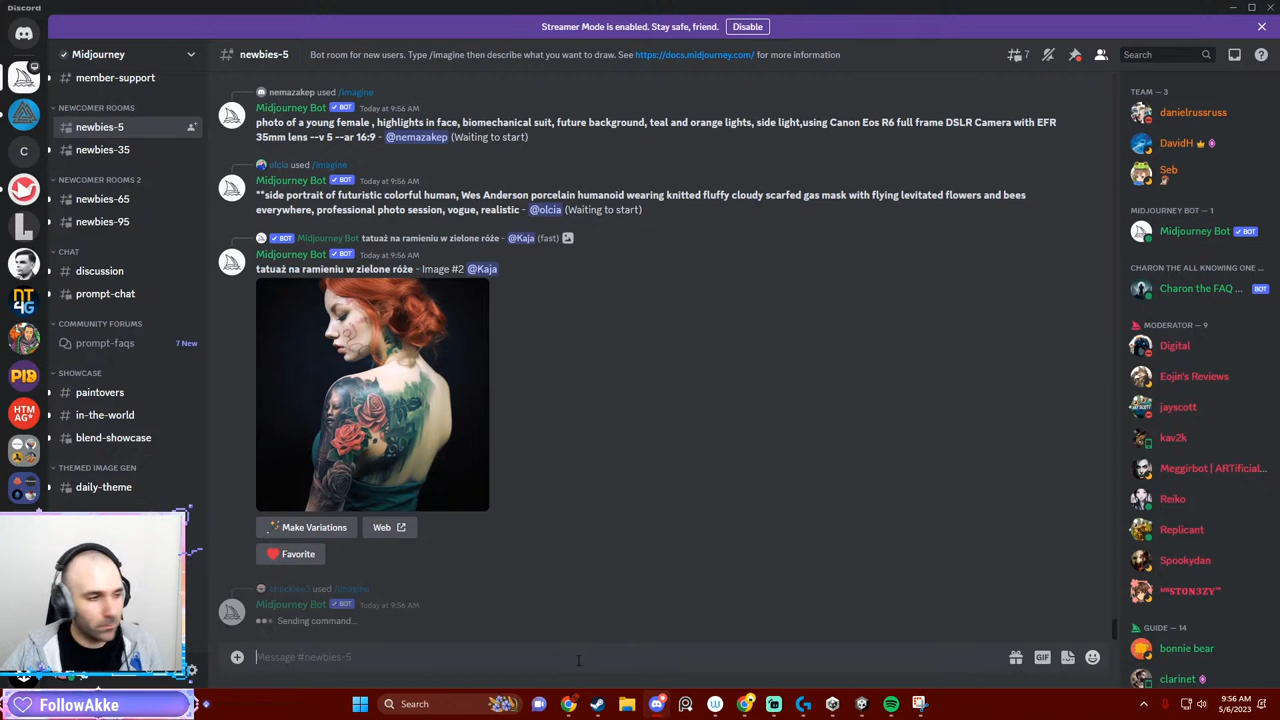 Discord
Streamer Mode is enabled. Stay safe, friend. Disable
Midjourney
newbies-5 Bot room for new users. Type /imagine then describe what you want to draw. See https://docs.midjourney.com/ for more information
7
Search
member-support
NEWCOMER ROOMS
newbies-5
newbies-35
NEWCOMER ROOMS 2
newbies-65
newbies-95
CHAT
discussion
prompt-chat
COMMUNITY FORUMS
prompt-faqs 7 New
SHOWCASE
paintovers
in-the-world
blend-showcase
THEMED IMAGE GEN
daily-theme
C
NT
4G
PIB
HTM
AG*
nemazakep used /imagine
Midjourney Bot BOT Today at 9:56 AM
photo of a young female , highlights in face, biomechanical suit, future background, teal and orange lights, side light,using Canon Eos R6 full frame DSLR Camera with EFR
35mm lens --v 5 --ar 16:9 - @nemazakep (Waiting to start)
olcia used /imagine
Midjourney Bot BOT Today at 9:56 AM
**side portrait of futuristic colorful human, Wes Anderson porcelain humanoid wearing knitted fluffy cloudy scarfed gas mask with flying levitated flowers and bees
everywhere, professional photo session, vogue, realistic - @olcia (Waiting to start)
BOT Midjourney Bot tatuaż na ramieniu w zielone róże - @Kaja (fast)
Midjourney Bot BOT Today at 9:56 AM
tatuaż na ramieniu w zielone róże - Image #2 @Kaja
Make Variations Web
Favorite
used /imagine
Midjourney Bot BOT Today at 9:56 AM
Sending command...
Message #newbies-5
GIF
TEAM — 3
danielrussruss
DavidH
Seb
MIDJOURNEY BOT — 1
Midjourney Bot
CHARON THE ALL KNOWING ONE ...
Charon the FAQ ... BOT
MODERATOR — 9
Digital
Eojin's Reviews
jayscott
kav2k
Meggirbot | ARTificial...
Reiko
Replicant
Spookydan
ᴹᴿˢST0N3ZY™
GUIDE — 14
bonnie bear
clarinet
FollowAkke
Search
9:56 AM
5/6/2023